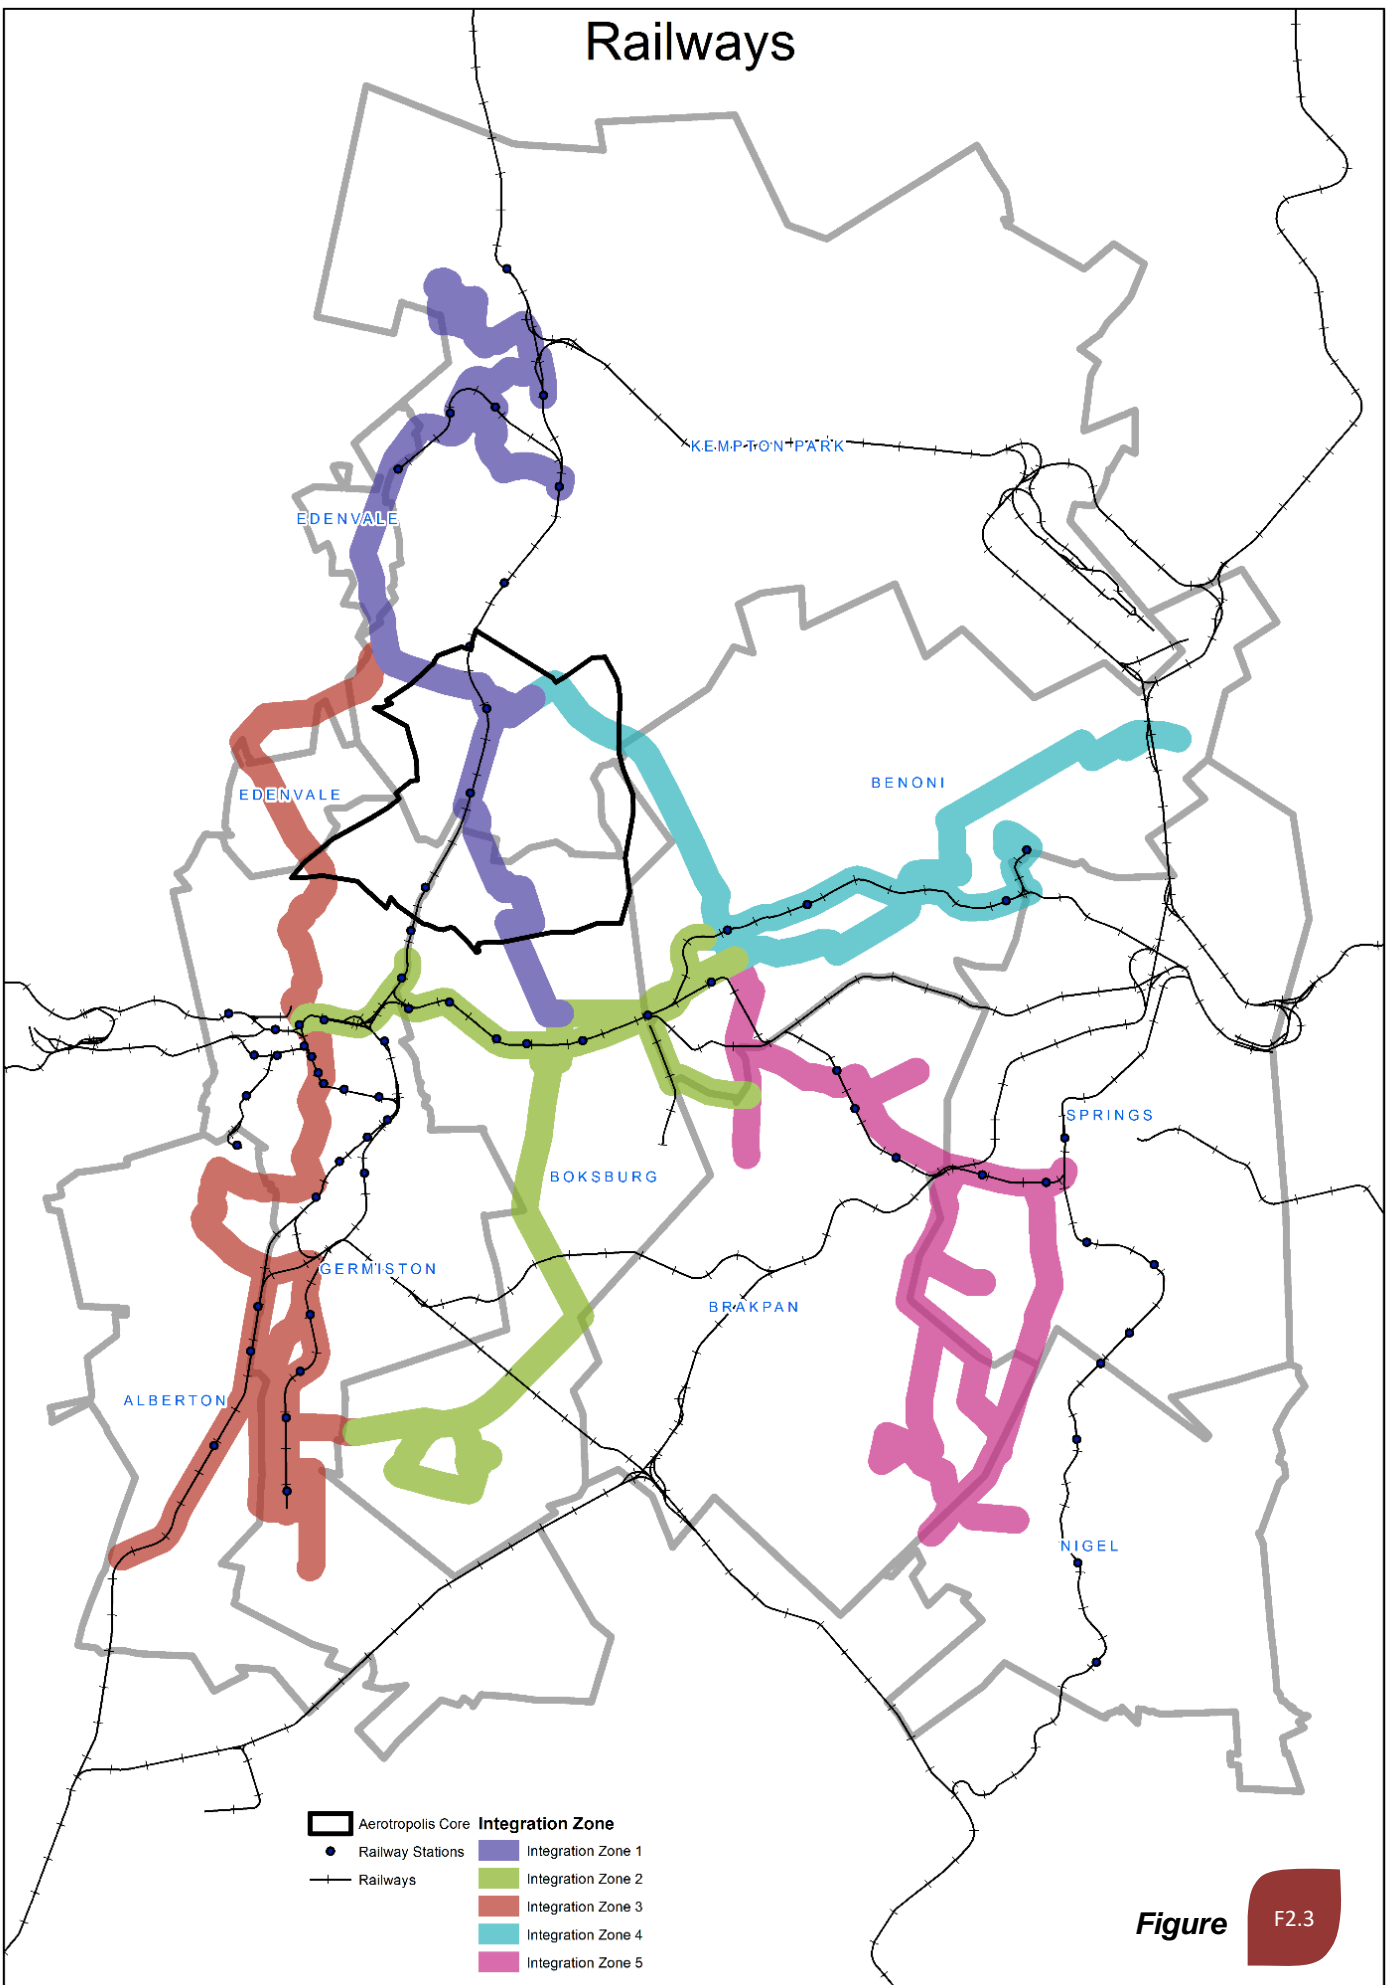 Railways
KEMPTON PARK
EDENVALE
BENONI
EDENVALE
SPRINGS
BOKSBURG
GERMISTON
BRAKPAN
ALBERTON
NIGEL
Aerotropolis Core
Railway Stations
Railways
Integration Zone
Integration Zone 1
Integration Zone 2
Integration Zone 3
Integration Zone 4
Integration Zone 5
Figure
F2.3